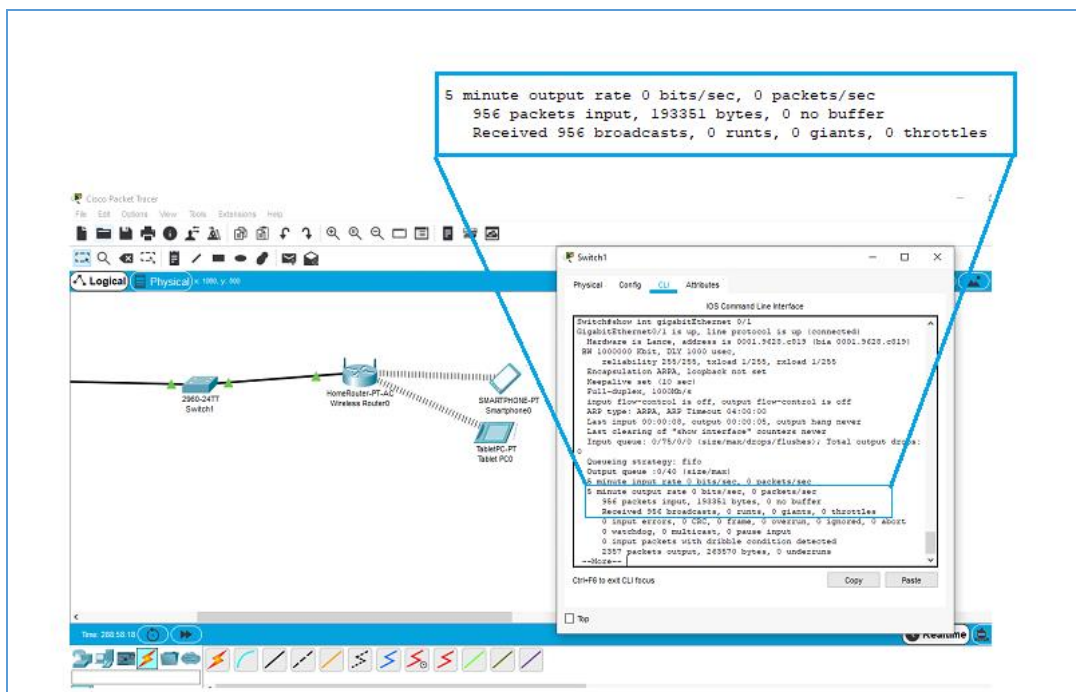 5 minute output rate 0 bits/sec, 0 packets/sec
956 packets input, 193351 bytes, 0 no buffer
Received 956 broadcasts, 0 runts, 0 giants, 0 throttles
Cisco Packet Tracer
File Edit Options View Tools Extensions Help
Logical
Physical
Switch1
Physical Config CLI Attributes
IOS Command Line Interface
Switch#show int gigabitEthernet 0/1
GigabitEthernet0/1 is up, line protocol is up (connected)
Hardware is Lance, address is 0001.9628.c819 (bia 0001.9628.c819)
BW 1000000 Kbit, DLY 1000 usec,
reliability 255/255, txload 1/255, rxload 1/255
Encapsulation ARPA, loopback not set
Keepalive set (10 sec)
Full-duplex, 1000Mb/s
input flow-control is off, output flow-control is off
ARP type: ARPA, ARP Timeout 04:00:00
Last input 00:00:08, output 00:00:05, output hang never
Last clearing of "show interface" counters never
Input queue: 0/75/0/0 (size/max/drops/flushes); Total output drops:
0
Queueing strategy: fifo
Output queue :0/40 (size/max)
5 minute input rate 0 bits/sec, 0 packets/sec
5 minute output rate 0 bits/sec, 0 packets/sec
956 packets input, 193351 bytes, 0 no buffer
Received 956 broadcasts, 0 runts, 0 giants, 0 throttles
0 input errors, 0 CRC, 0 frame, 0 overrun, 0 ignored, 0 abort
0 watchdog, 0 multicast, 0 pause input
0 input packets with dribble condition detected
2357 packets output, 263570 bytes, 0 underruns
--More--
Ctrl+F6 to exit CLI focus
Copy
Paste
Top
2960-24TT
Switch1
HomeRouter-PT-AC
Wireless Router0
SMARTPHONE-PT
Smartphone0
TabletPC-PT
Tablet PC0
Time: 288:58:18
Realtime